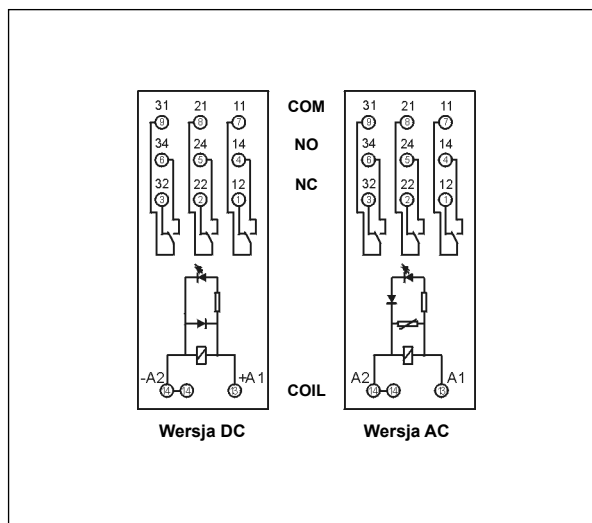 31 21 11 COM 31 21 11
9 8 7 9 8 7
34 24 14 NO 34 24 14
6 5 4 6 5 4
32 22 12 NC 32 22 12
3 2 1 3 2 1
-A2 +A1 A2 A1
14 14 13 COIL 14 14 13
Wersja DC Wersja AC